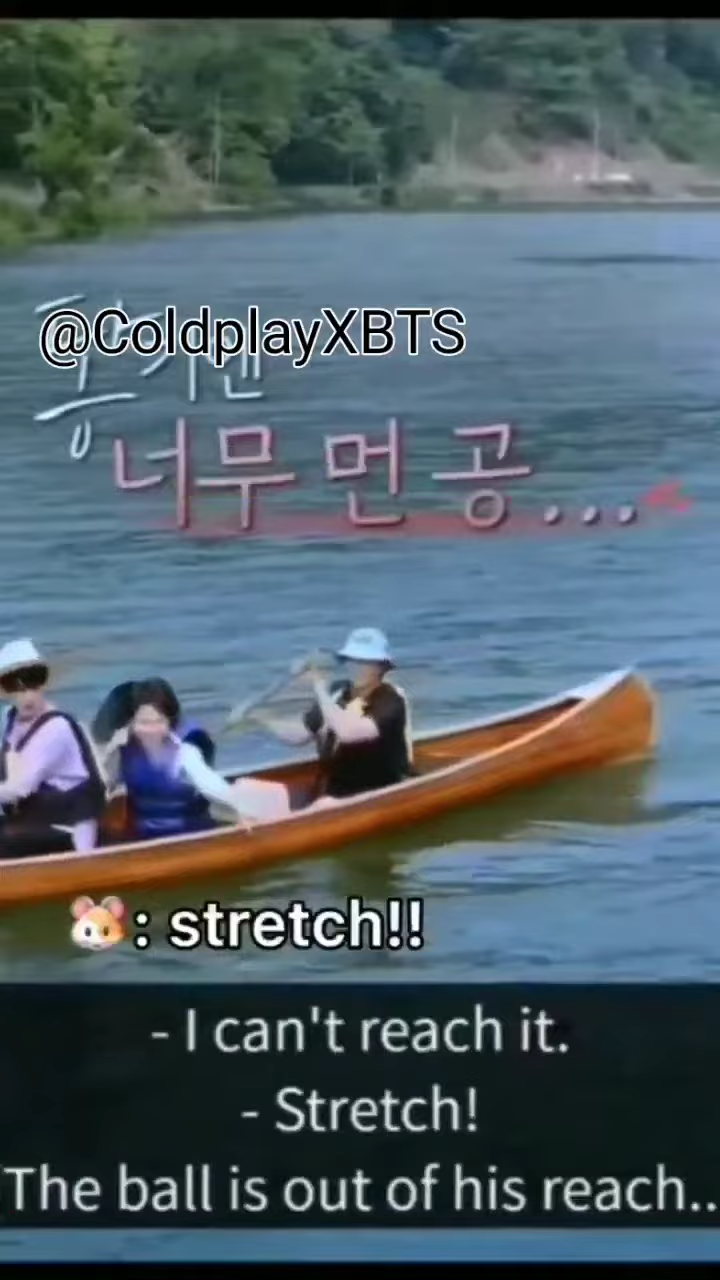 @ColdplayXBTS
너무 먼 공...
: stretch!!
- I can't reach it.
- Stretch!
The ball is out of his reach..